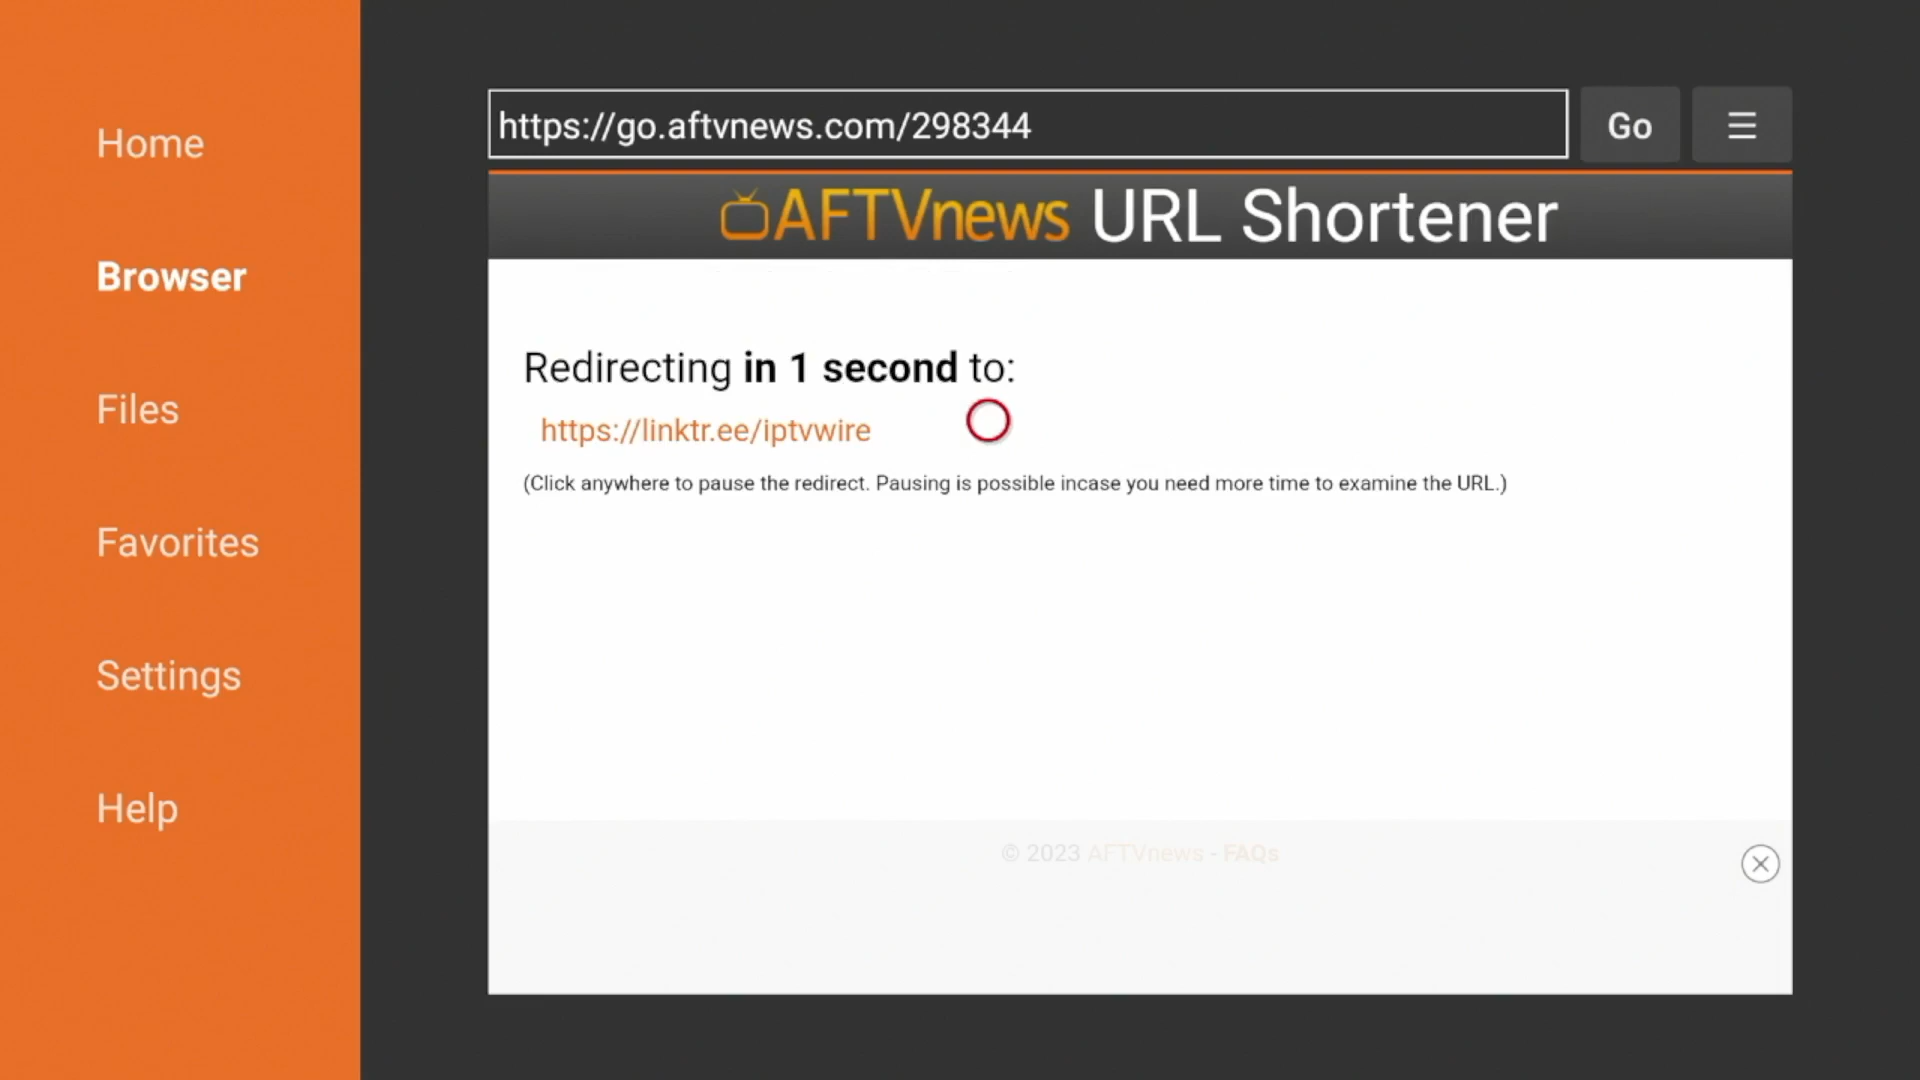 Home
Browser
Files
Favorites
Settings
Help
https://go.aftvnews.com/298344
Go
AFTVnews URL Shortener
Redirecting in 1 second to:
https://linktr.ee/iptvwire
(Click anywhere to pause the redirect. Pausing is possible incase you need more time to examine the URL.)
© 2023 AFTVnews - FAQs